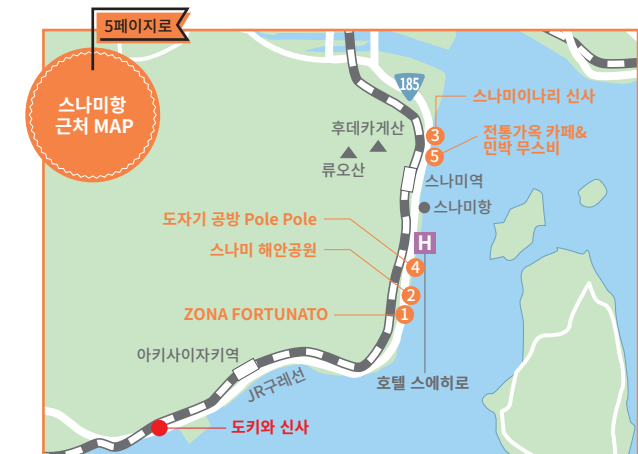 5페이지로
스나미항
근처 MAP
185
스나미이나리 신사
3
전통가옥 카페&
민박 무스비
5
후데카게산
류오산
스나미역
스나미항
도자기 공방 Pole Pole
H
스나미 해안공원
4
2
ZONA FORTUNATO
1
아키사이자키역
JR구레선
호텔 스에히로
도키와 신사